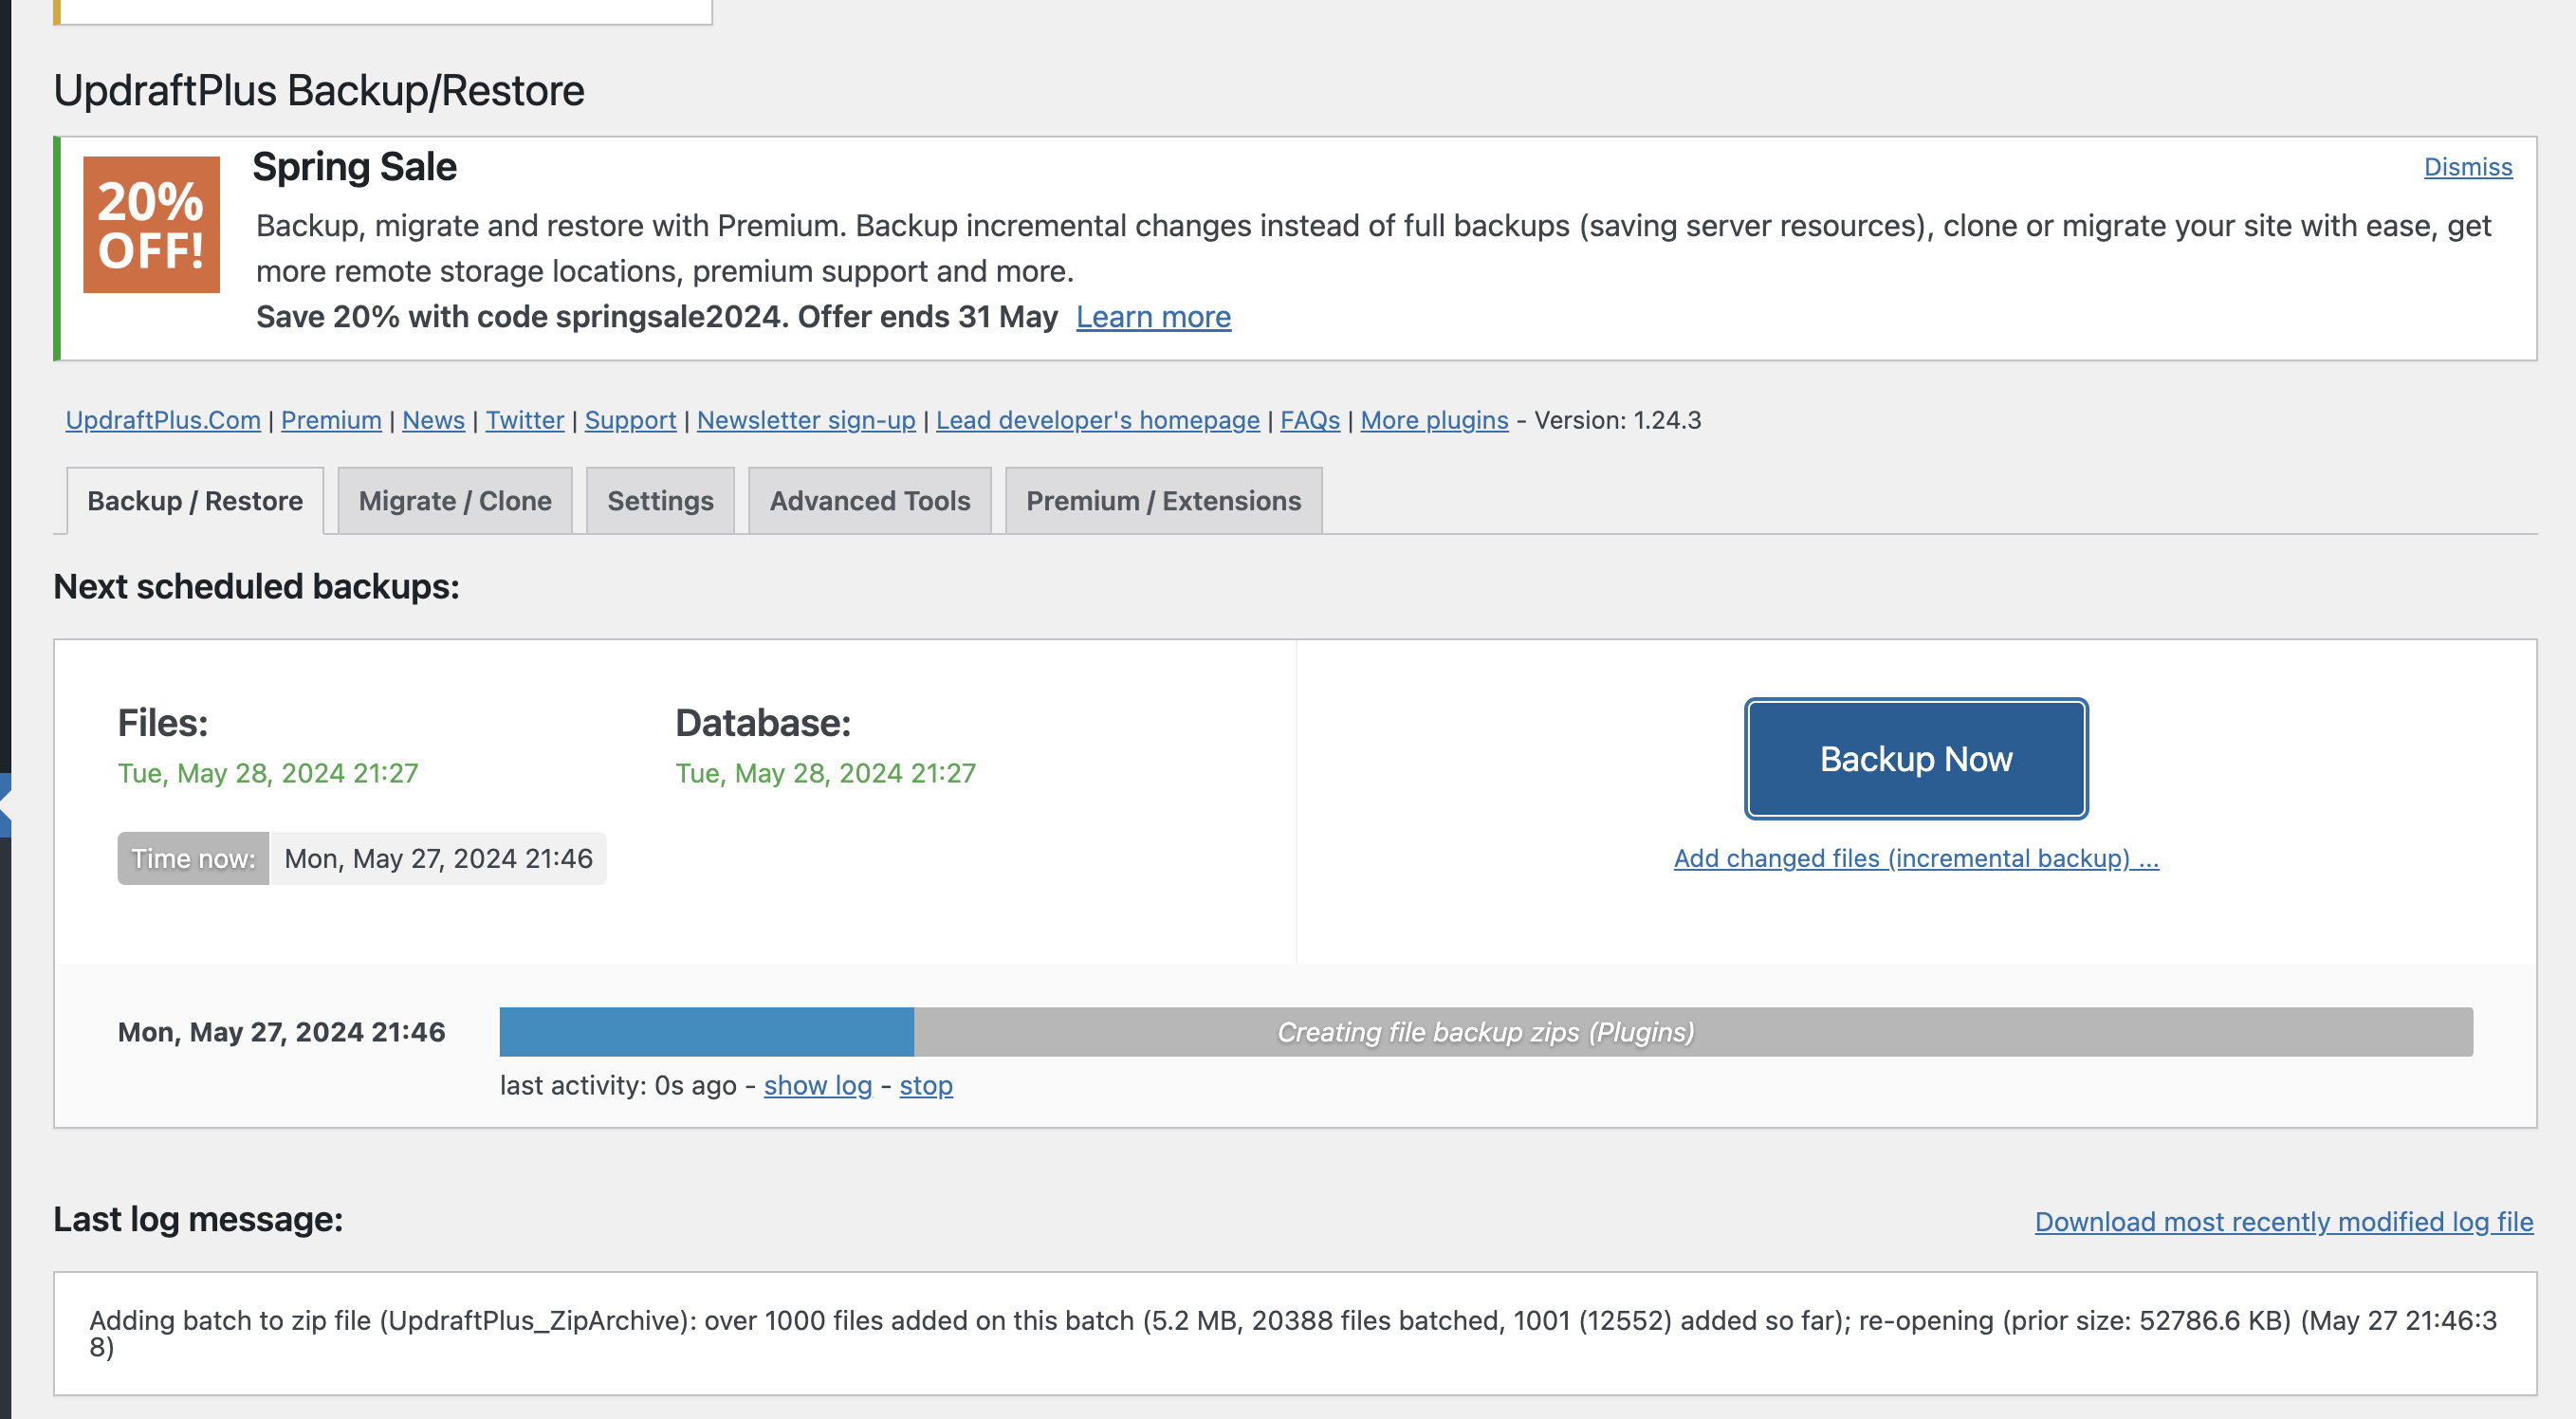 UpdraftPlus Backup/Restore
20%
OFF!
Spring Sale
Dismiss
Backup, migrate and restore with Premium. Backup incremental changes instead of full backups (saving server resources), clone or migrate your site with ease, get
more remote storage locations, premium support and more.
Save 20% with code springsale2024. Offer ends 31 May Learn more
UpdraftPlus.Com | Premium | News | Twitter | Support | Newsletter sign-up | Lead developer's homepage | FAQs | More plugins - Version: 1.24.3
Backup / Restore Migrate / Clone Settings Advanced Tools Premium / Extensions
Next scheduled backups:
Files:
Tue, May 28, 2024 21:27
Database:
Tue, May 28, 2024 21:27
Time now: Mon, May 27, 2024 21:46
Backup Now
Add changed files (incremental backup) ...
Mon, May 27, 2024 21:46
Creating file backup zips (Plugins)
last activity: 0s ago - show log - stop
Last log message:
Download most recently modified log file
Adding batch to zip file (UpdraftPlus_ZipArchive): over 1000 files added on this batch (5.2 MB, 20388 files batched, 1001 (12552) added so far); re-opening (prior size: 52786.6 KB) (May 27 21:46:3
8)